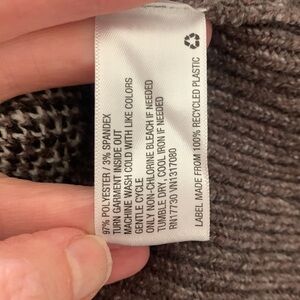 97% POLYESTER / 3% SPANDEX
TURN GARMENT INSIDE OUT
MACHINE WASH COLD WITH LIKE COLORS
GENTLE CYCLE
ONLY NON-CHLORINE BLEACH IF NEEDED
TUMBLE DRY, COOL IRON IF NEEDED
RN17730 VN1317080
LABEL MADE FROM 100% RECYCLED PLASTIC